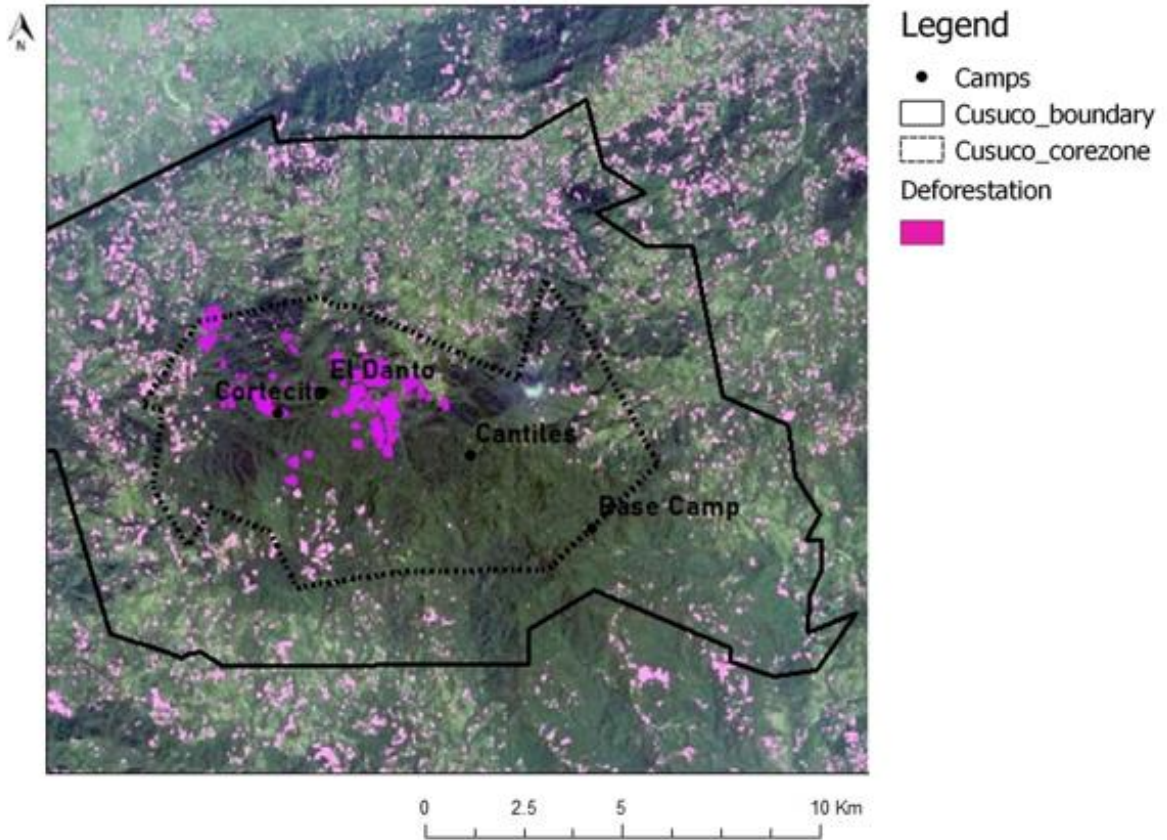 N
Legend
Camps
Cusuco_boundary
Cusuco_corezone
Deforestation
El Danto
Cortecito
Cantiles
Base Camp
0 2.5 5 10 Km